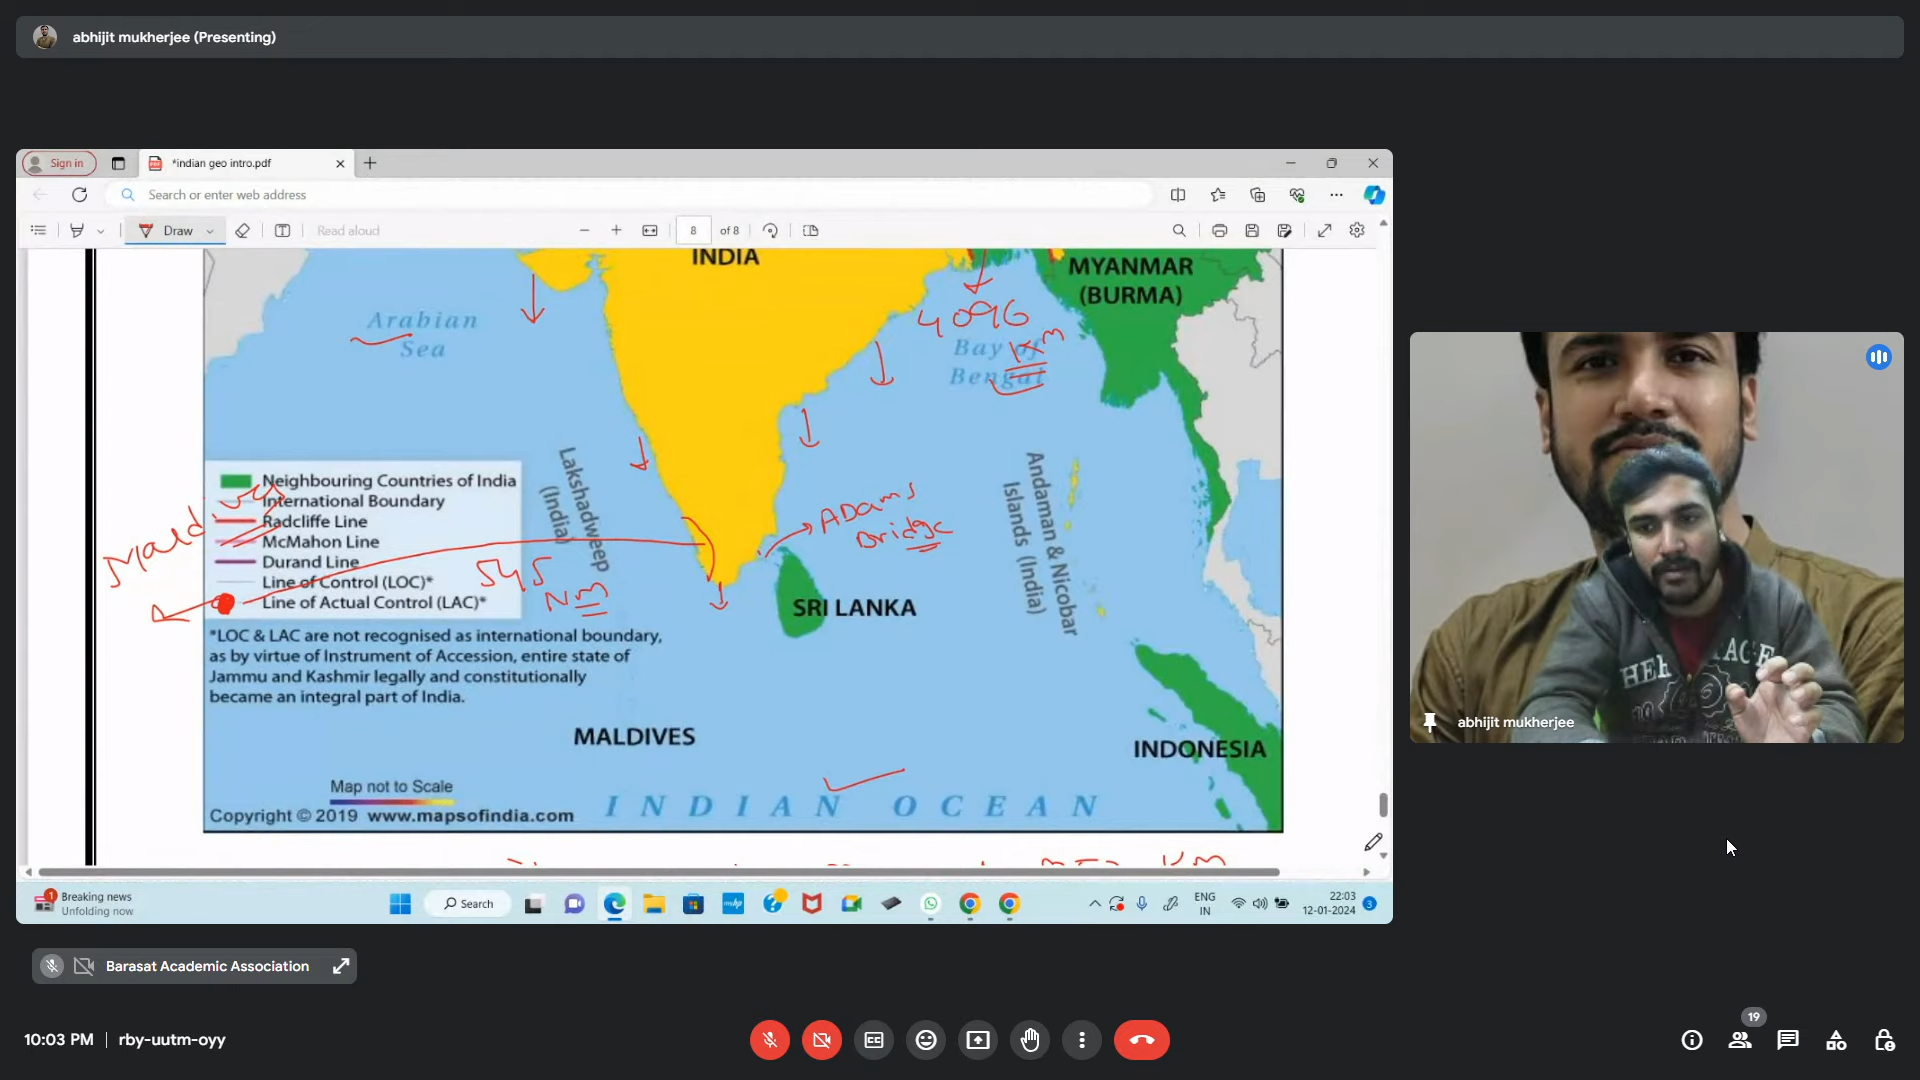 abhijit mukherjee (Presenting)
Sign in
*indian geo intro.pdf
Search or enter web address
Draw
Read aloud
8
of 8
INDIA
MYANMAR
(BURMA)
Arabian
Sea
4096
Km
Bay of
Bengal
Lakshadweep
(India)
Andaman & Nicobar
Islands (India)
Neighbouring Countries of India
International Boundary
Radcliffe Line
McMahon Line
Durand Line
Line of Control (LOC)*
Line of Actual Control (LAC)*
Maldives
ADams
Bridge
545
Nm
SRI LANKA
*LOC & LAC are not recognised as international boundary,
as by virtue of Instrument of Accession, entire state of
Jammu and Kashmir legally and constitutionally
became an integral part of India.
MALDIVES
INDONESIA
Map not to Scale
INDIAN OCEAN
Copyright © 2019 www.mapsofindia.com
KM
1
Breaking news
Unfolding now
Search
ENG
IN
22:03
12-01-2024
3
abhijit mukherjee
Barasat Academic Association
10:03 PM
rby-uutm-oyy
19